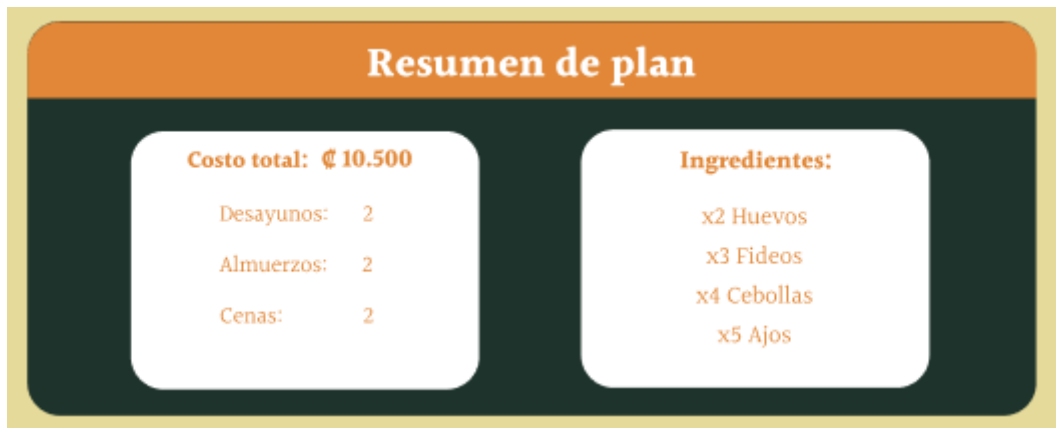 Resumen de plan
Costo total: ₡ 10.500
Desayunos: 2
Almuerzos: 2
Cenas: 2
Ingredientes:
x2 Huevos
x3 Fideos
x4 Cebollas
x5 Ajos